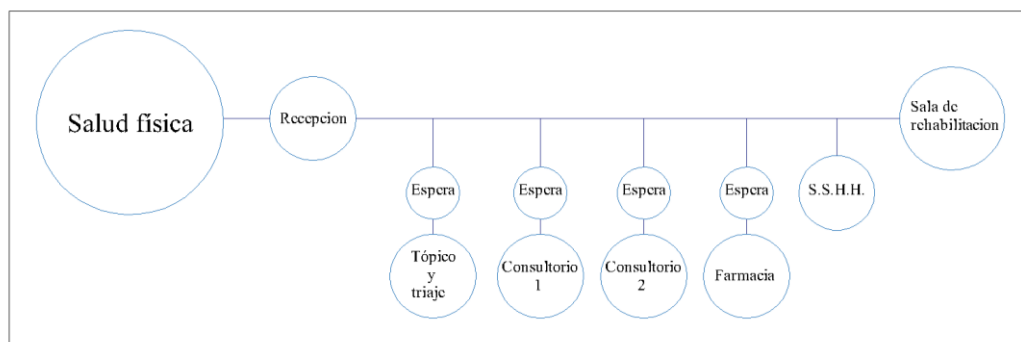 Salud física
Recepcion
Sala de
rehabilitacion
Espera
Espera
Espera
Espera
S.S.H.H.
Tópico
y
triaje
Consultorio
1
Consultorio
2
Farmacia